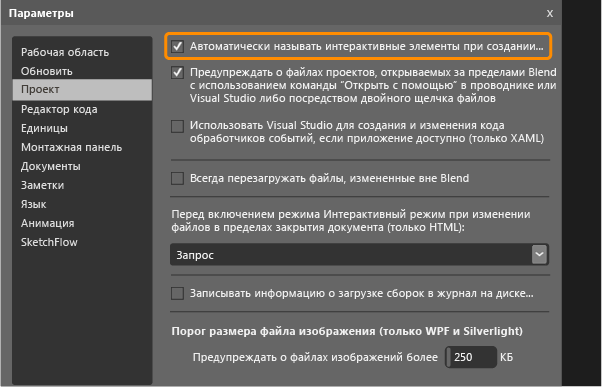 Параметры
x
Рабочая область
Обновить
Проект
Редактор кода
Единицы
Монтажная панель
Документы
Заметки
Язык
Анимация
SketchFlow
Автоматически называть интерактивные элементы при создании...
Предупреждать о файлах проектов, открываемых за пределами Blend
с использованием команды "Открыть с помощью" в проводнике или
Visual Studio либо посредством двойного щелчка файлов
Использовать Visual Studio для создания и изменения кода
обработчиков событий, если приложение доступно (только XAML)
Всегда перезагружать файлы, измененные вне Blend
Перед включением режима Интерактивный режим при изменении
файлов в пределах закрытия документа (только HTML):
Запрос
Записывать информацию о загрузке сборок в журнал на диске...
Порог размера файла изображения (только WPF и Silverlight)
Предупреждать о файлах изображений более 250 КБ